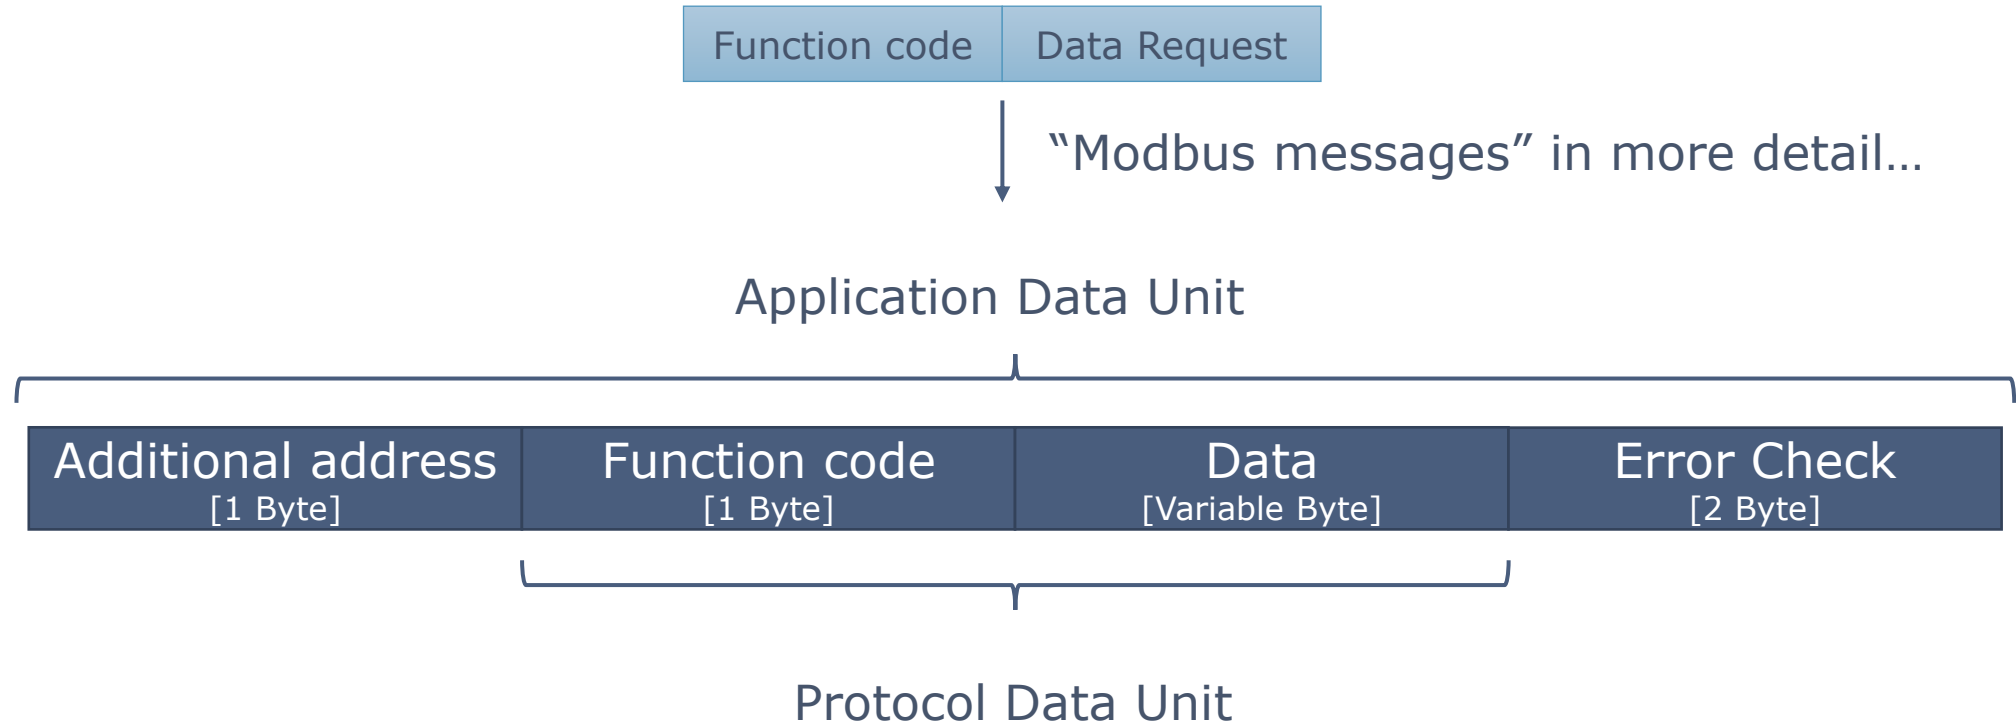 Function code Data Request
“Modbus messages” in more detail…
Application Data Unit
Additional address Function code Data Error Check
[1 Byte] [1 Byte] [Variable Byte] [2 Byte]
Protocol Data Unit